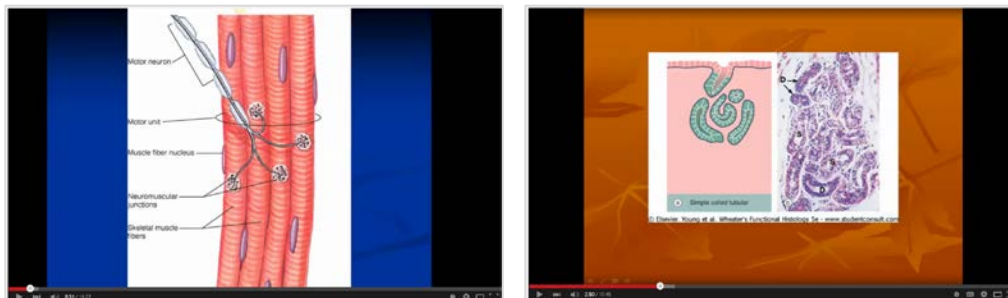 Motor neuron
Motor unit
Muscle fiber nucleus
Neuromuscular
junctions
Skeletal muscle
fibers
D
S
S
D
Simple coiled tubular
© Elsevier. Young et al. Wheater's Functional Histology 5e - www.studentconsult.com